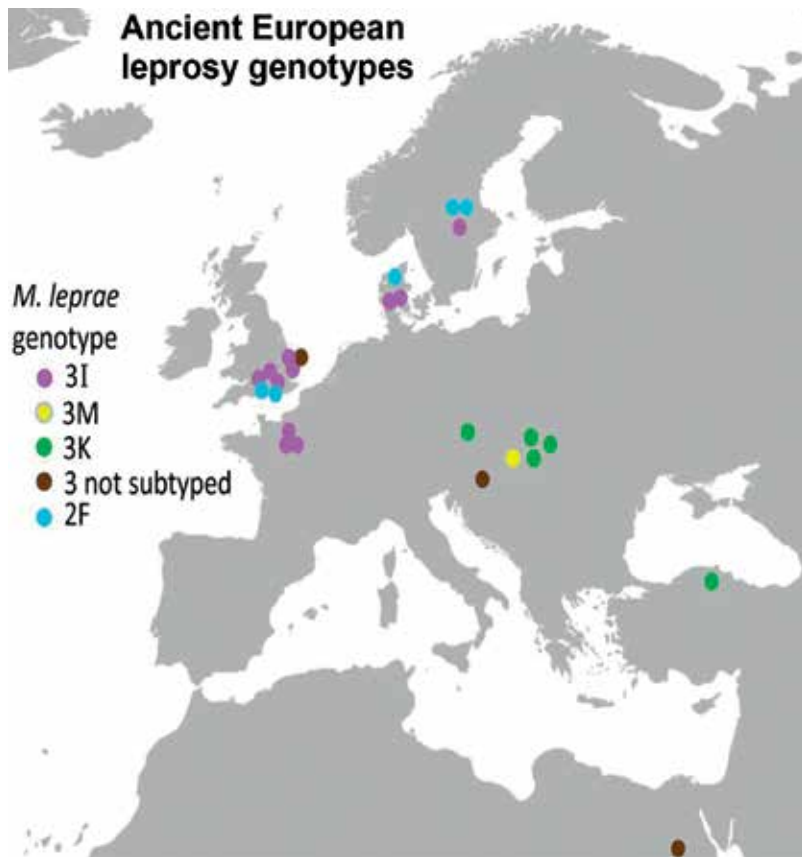 Ancient European
leprosy genotypes
M. leprae
genotype
3I
3M
3K
3 not subtyped
2F